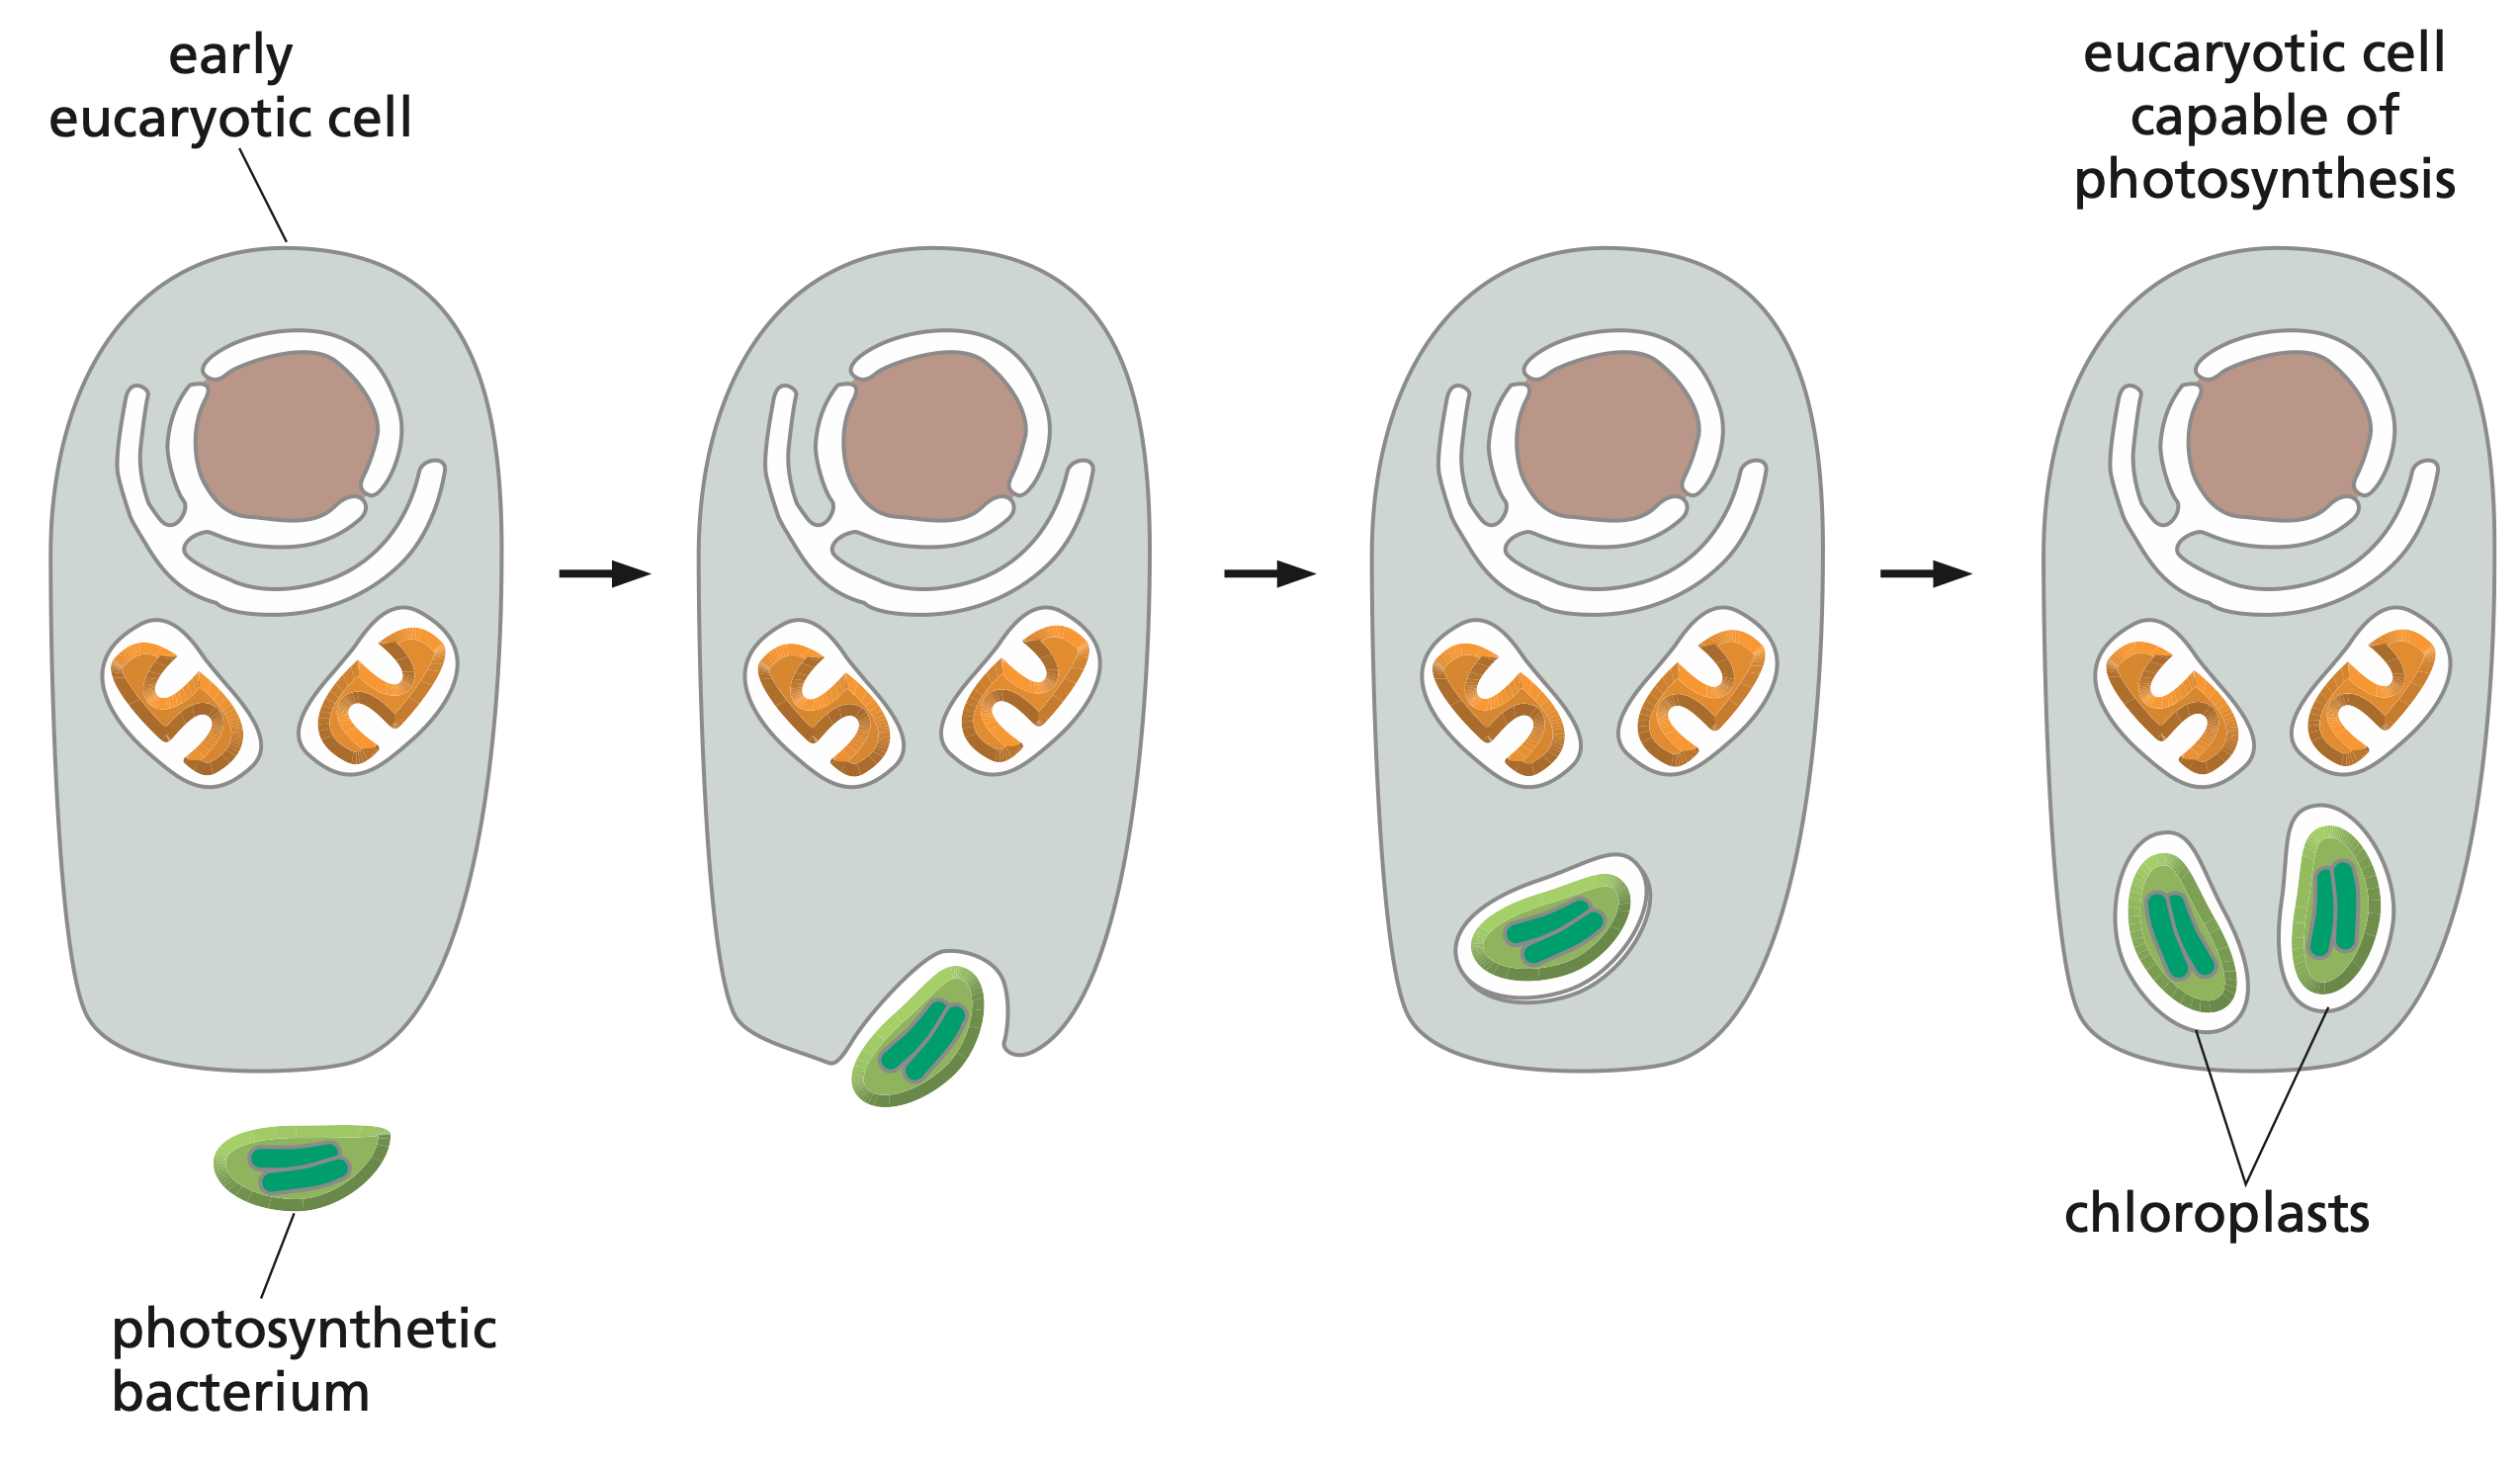 early
eucaryotic cell
eucaryotic cell
capable of
photosynthesis
chloroplasts
photosynthetic
bacterium